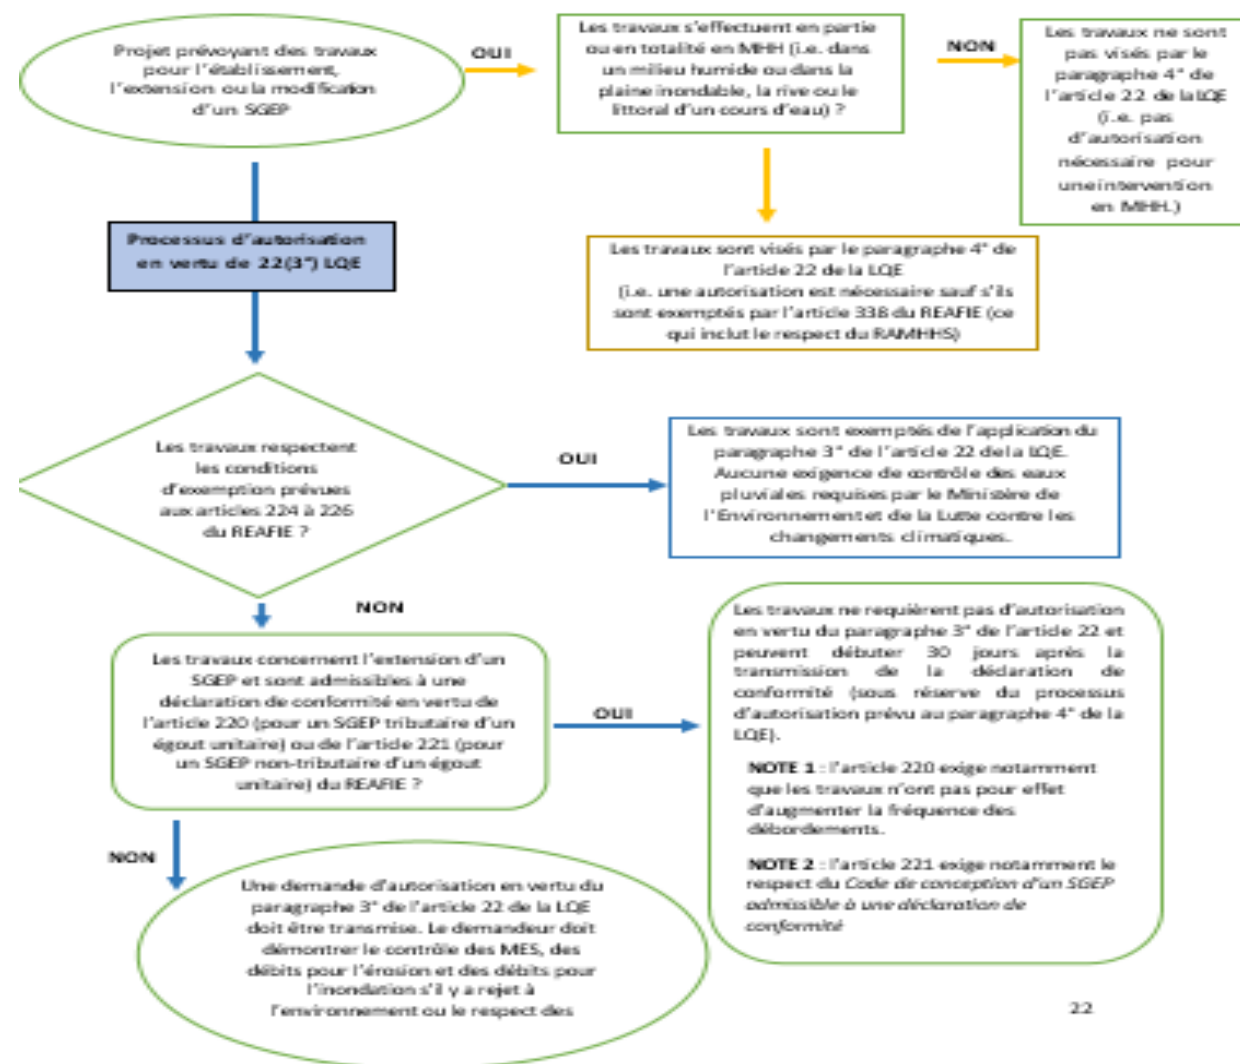 Projet prévoyant des travaux
pour l'établissement,
l'extension ou la modification
d'un SGEP
OUI
Les travaux s'effectuent en partie
ou en totalité en MHH (i.e. dans
un milieu humide ou dans la
plaine inondable, la rive ou le
littoral d'un cours d'eau) ?
NON
Les travaux ne sont
pas visés par le
paragraphe 4° de
l'article 22 de la LQE
(i.e. pas
d'autorisation
nécessaire pour
une intervention
en MHH.)
Processus d'autorisation
en vertu de 22(3°) LQE
Les travaux sont visés par le paragraphe 4° de
l'article 22 de la LQE
(i.e. une autorisation est nécessaire sauf s'ils
sont exemptés par l'article 338 du REAFIE (ce
qui inclut le respect du RAMHHS)
Les travaux respectent
les conditions
d'exemption prévues
aux articles 224 à 226
du REAFIE ?
OUI
Les travaux sont exemptés de l'application du
paragraphe 3° de l'article 22 de la LQE.
Aucune exigence de contrôle des eaux
pluviales requises par le Ministère de
l'Environnement et de la Lutte contre les
changements climatiques.
NON
Les travaux concernent l'extension d'un
SGEP et sont admissibles à une
déclaration de conformité en vertu de
l'article 220 (pour un SGEP tributaire d'un
égout unitaire) ou de l'article 221 (pour
un SGEP non-tributaire d'un égout
unitaire) du REAFIE ?
OUI
Les travaux ne requièrent pas d'autorisation
en vertu du paragraphe 3° de l'article 22 et
peuvent débuter 30 jours après la
transmission de la déclaration de
conformité (sous réserve du processus
d'autorisation prévu au paragraphe 4° de la
LQE).
NOTE 1 : l'article 220 exige notamment
que les travaux n'ont pas pour effet
d'augmenter la fréquence des
débordements.
NOTE 2 : l'article 221 exige notamment le
respect du Code de conception d'un SGEP
admissible à une déclaration de
conformité
NON
Une demande d'autorisation en vertu du
paragraphe 3° de l'article 22 de la LQE
doit être transmise. Le demandeur doit
démontrer le contrôle des MES, des
débits pour l'érosion et des débits pour
l'inondation s'il y a rejet à
l'environnement ou le respect des
22